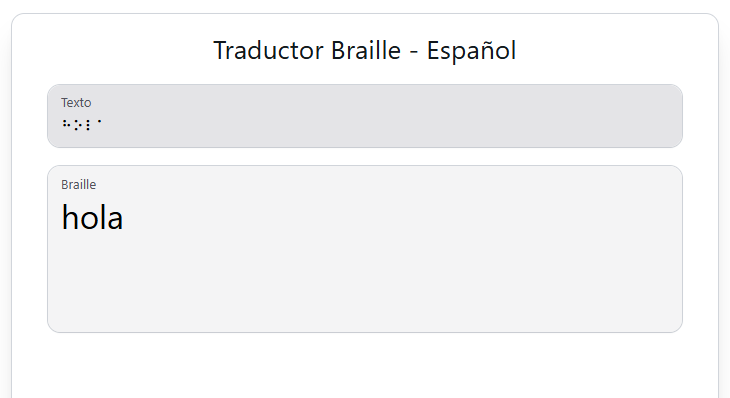 Traductor Braille - Español
Texto
⠓⠕⠇⠁
Braille
hola